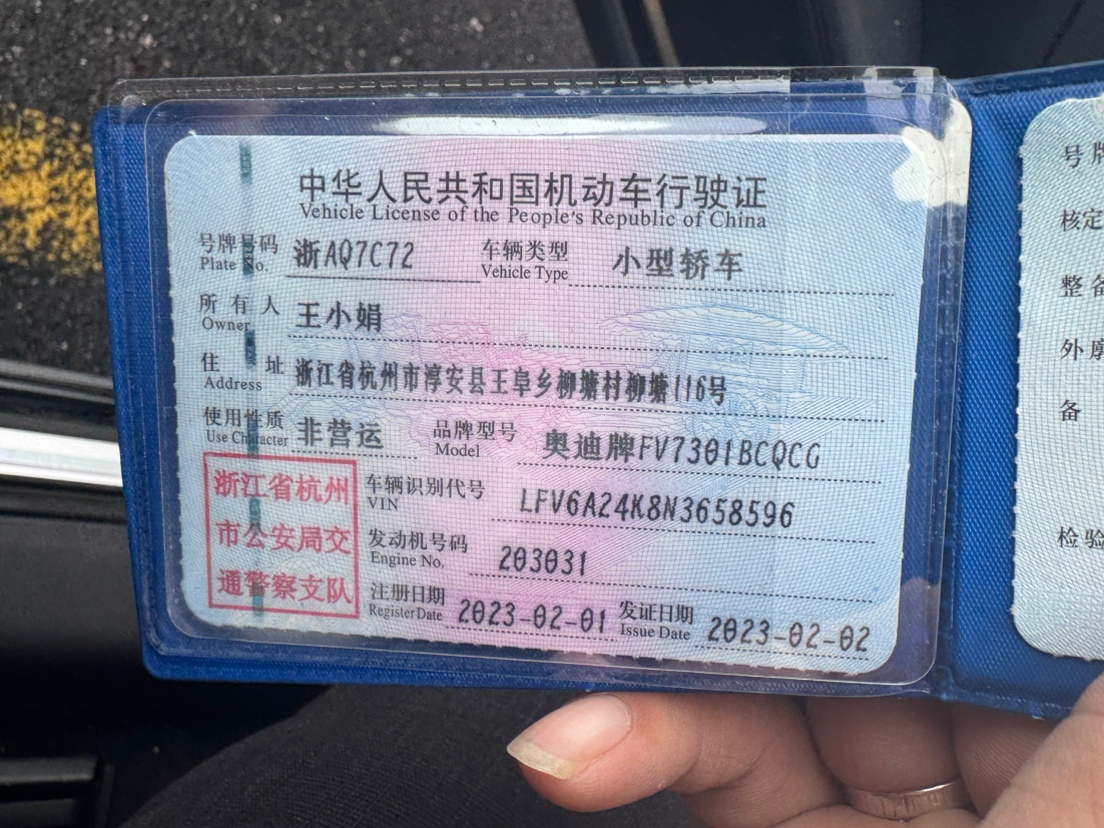 中华人民共和国机动车行驶证
Vehicle License of the People's Republic of China
号牌号码 浙AQ7C72 车辆类型 小型轿车
Plate No. Vehicle Type
所有人 王小娟
Owner
住址 浙江省杭州市淳安县王阜乡柳塘村柳塘116号
Address
使用性质 非营运 品牌型号 奥迪牌FV7301BCQCG
Use Character Model
浙江省杭州
市公安局交
通警察支队
车辆识别代号 LFV6A24K8N3658596
VIN
发动机号码 203031
Engine No.
注册日期 2023-02-01 发证日期 2023-02-02
Register Date Issue Date
号牌
核定
整备
外廓
备
检验